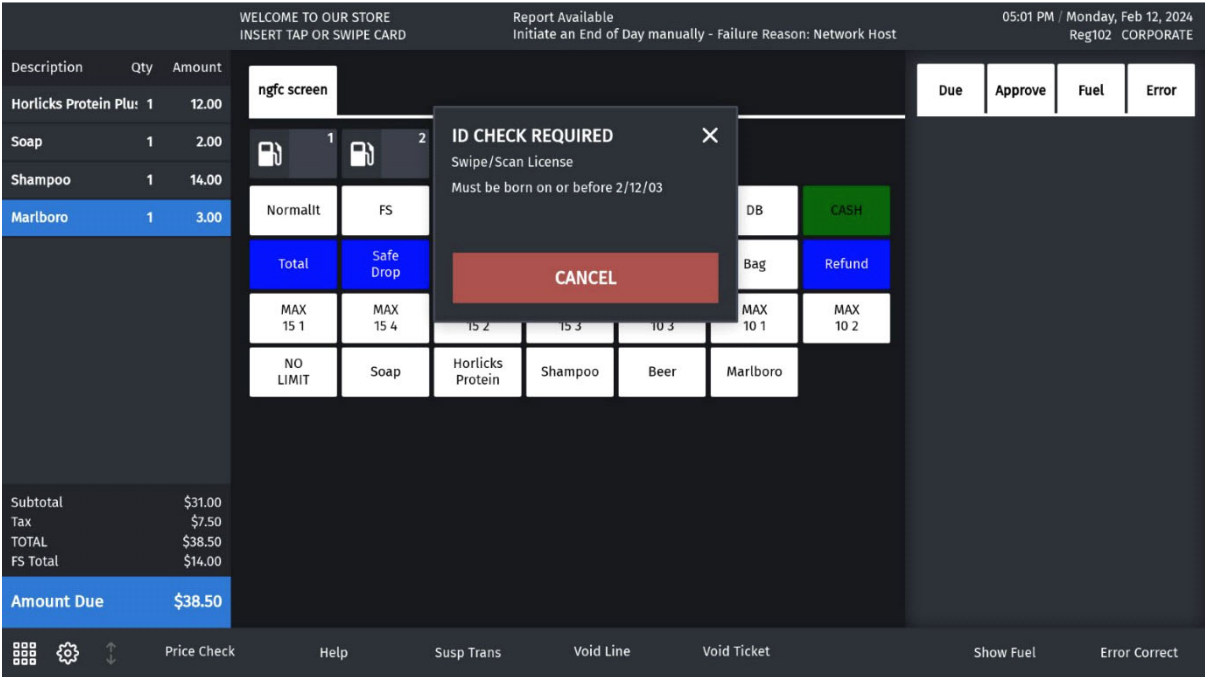 WELCOME TO OUR STORE
INSERT TAP OR SWIPE CARD
Report Available
Initiate an End of Day manually - Failure Reason: Network Host
05:01 PM / Monday, Feb 12, 2024
Reg102 CORPORATE
Description Qty Amount
Horlicks Protein Plu: 1 12.00
Soap 1 2.00
Shampoo 1 14.00
Marlboro 1 3.00
Subtotal $31.00
Tax $7.50
TOTAL $38.50
FS Total $14.00
Amount Due $38.50
ngfc screen
1 2
ID CHECK REQUIRED
Swipe/Scan License
Must be born on or before 2/12/03
CANCEL
NormalIt FS DB CASH
Total Safe Drop Bag Refund
MAX 15 1 MAX 15 4 15 2 15 3 10 3 MAX 10 1 MAX 10 2
NO LIMIT Soap Horlicks Protein Shampoo Beer Marlboro
Due Approve Fuel Error
Price Check Help Susp Trans Void Line Void Ticket Show Fuel Error Correct